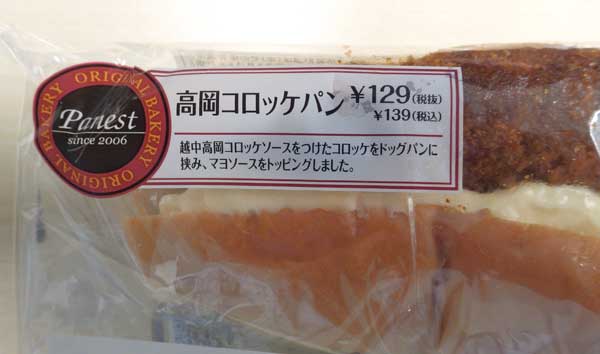 ORIGINAL BAKERY ORIGINAL BAKERY
Panest
since 2006
高岡コロッケパン ¥129(税抜)
¥139(税込)
越中高岡コロッケソースをつけたコロッケをドッグパンに
挟み、マヨソースをトッピングしました。